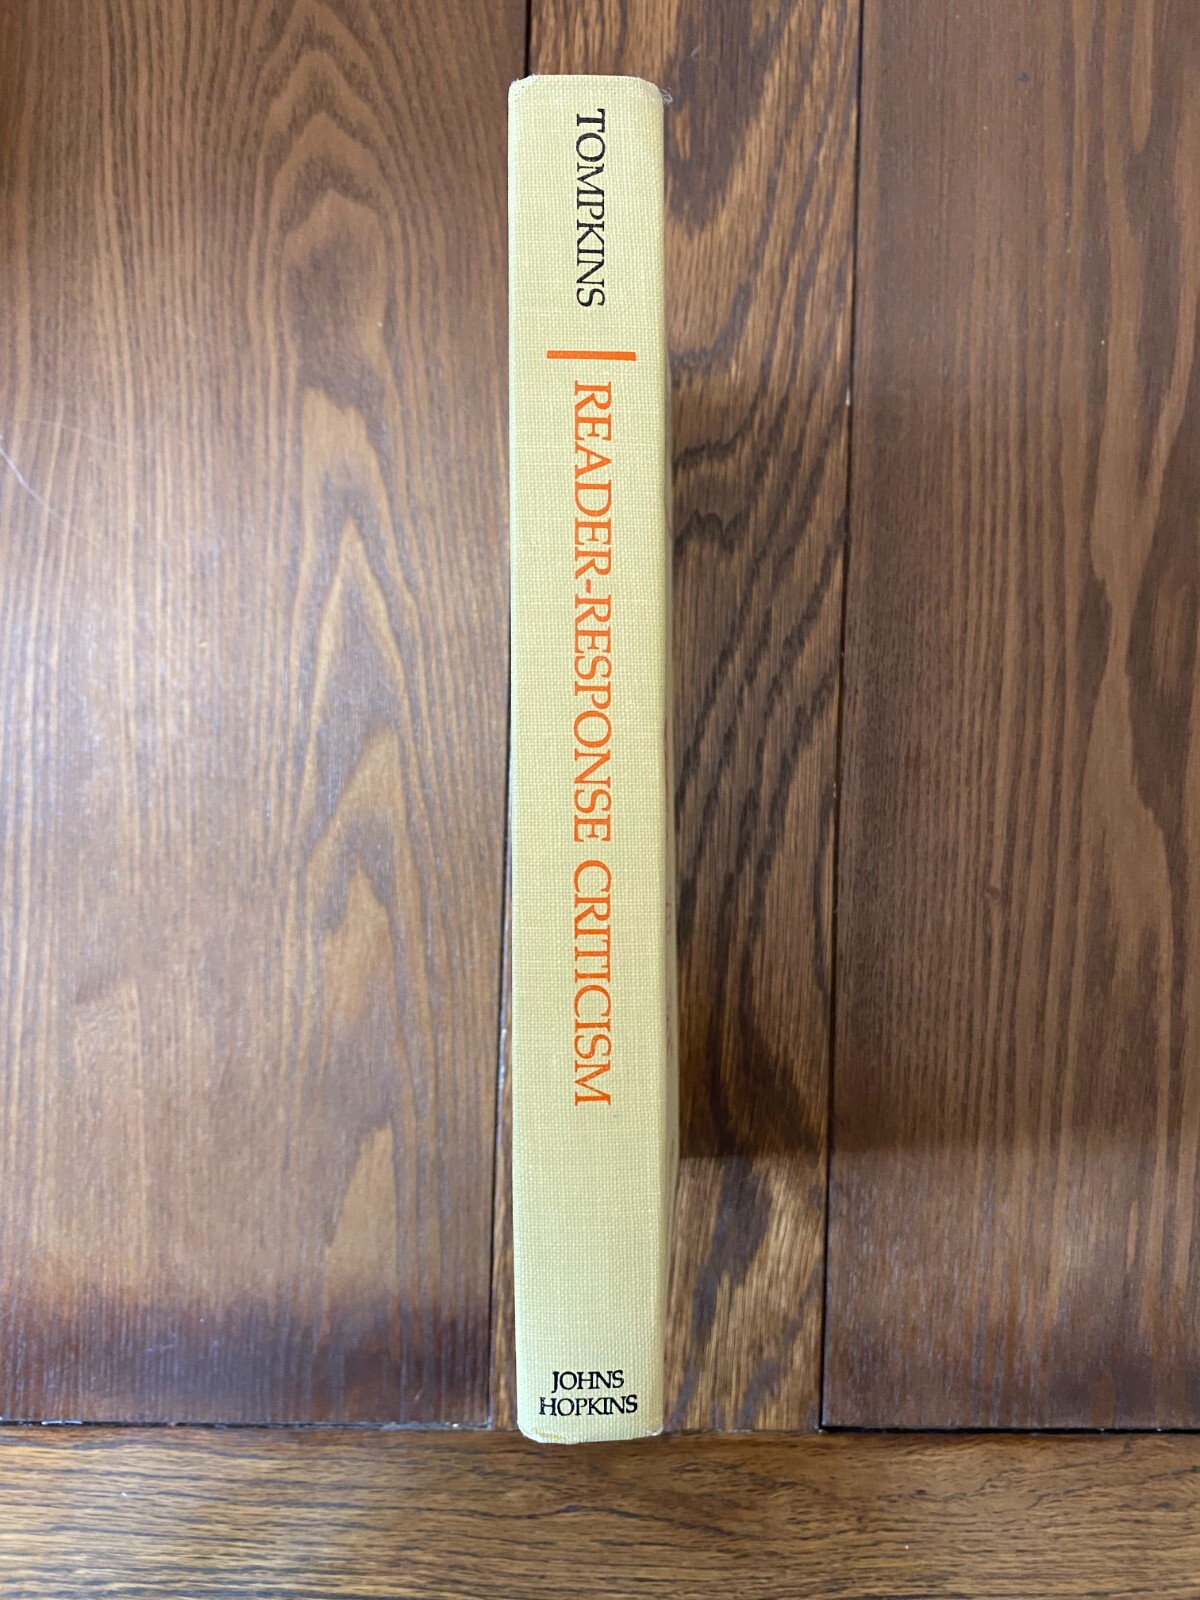 TOMPKINS
READER-RESPONSE CRITICISM
JOHNS
HOPKINS